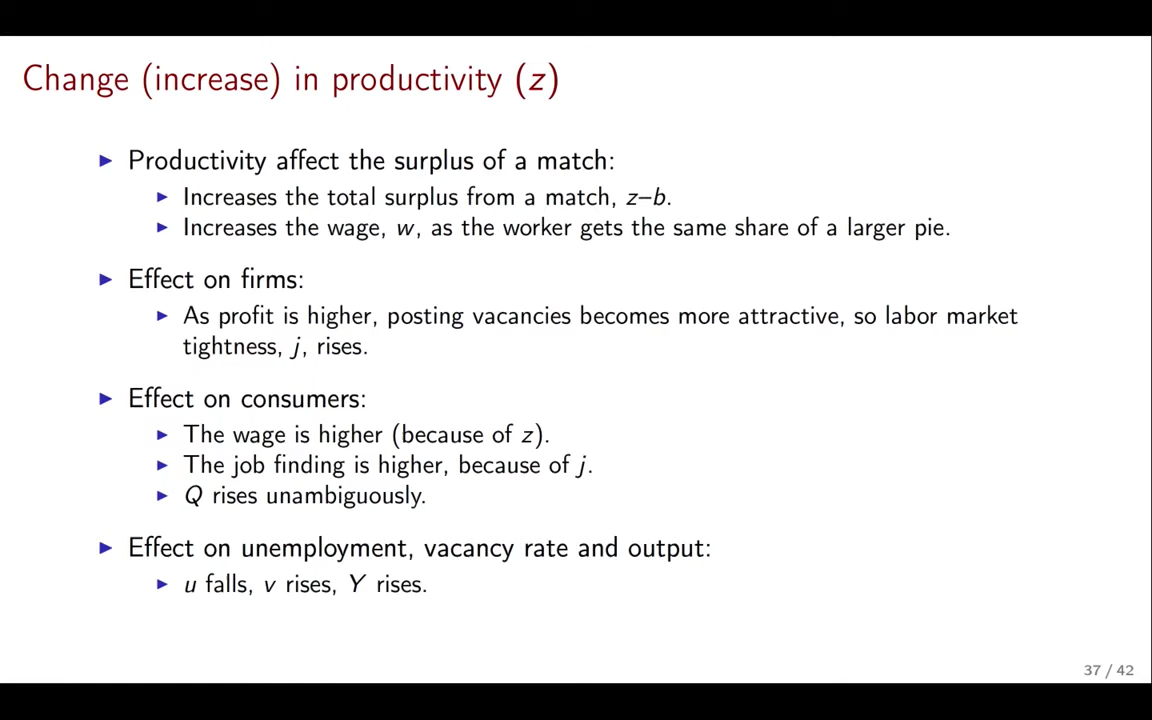 Change (increase) in productivity (z)
Productivity affect the surplus of a match:
Increases the total surplus from a match, z–b.
Increases the wage, w, as the worker gets the same share of a larger pie.
Effect on firms:
As profit is higher, posting vacancies becomes more attractive, so labor market
tightness, j, rises.
Effect on consumers:
The wage is higher (because of z).
The job finding is higher, because of j.
Q rises unambiguously.
Effect on unemployment, vacancy rate and output:
u falls, v rises, Y rises.
37 / 42